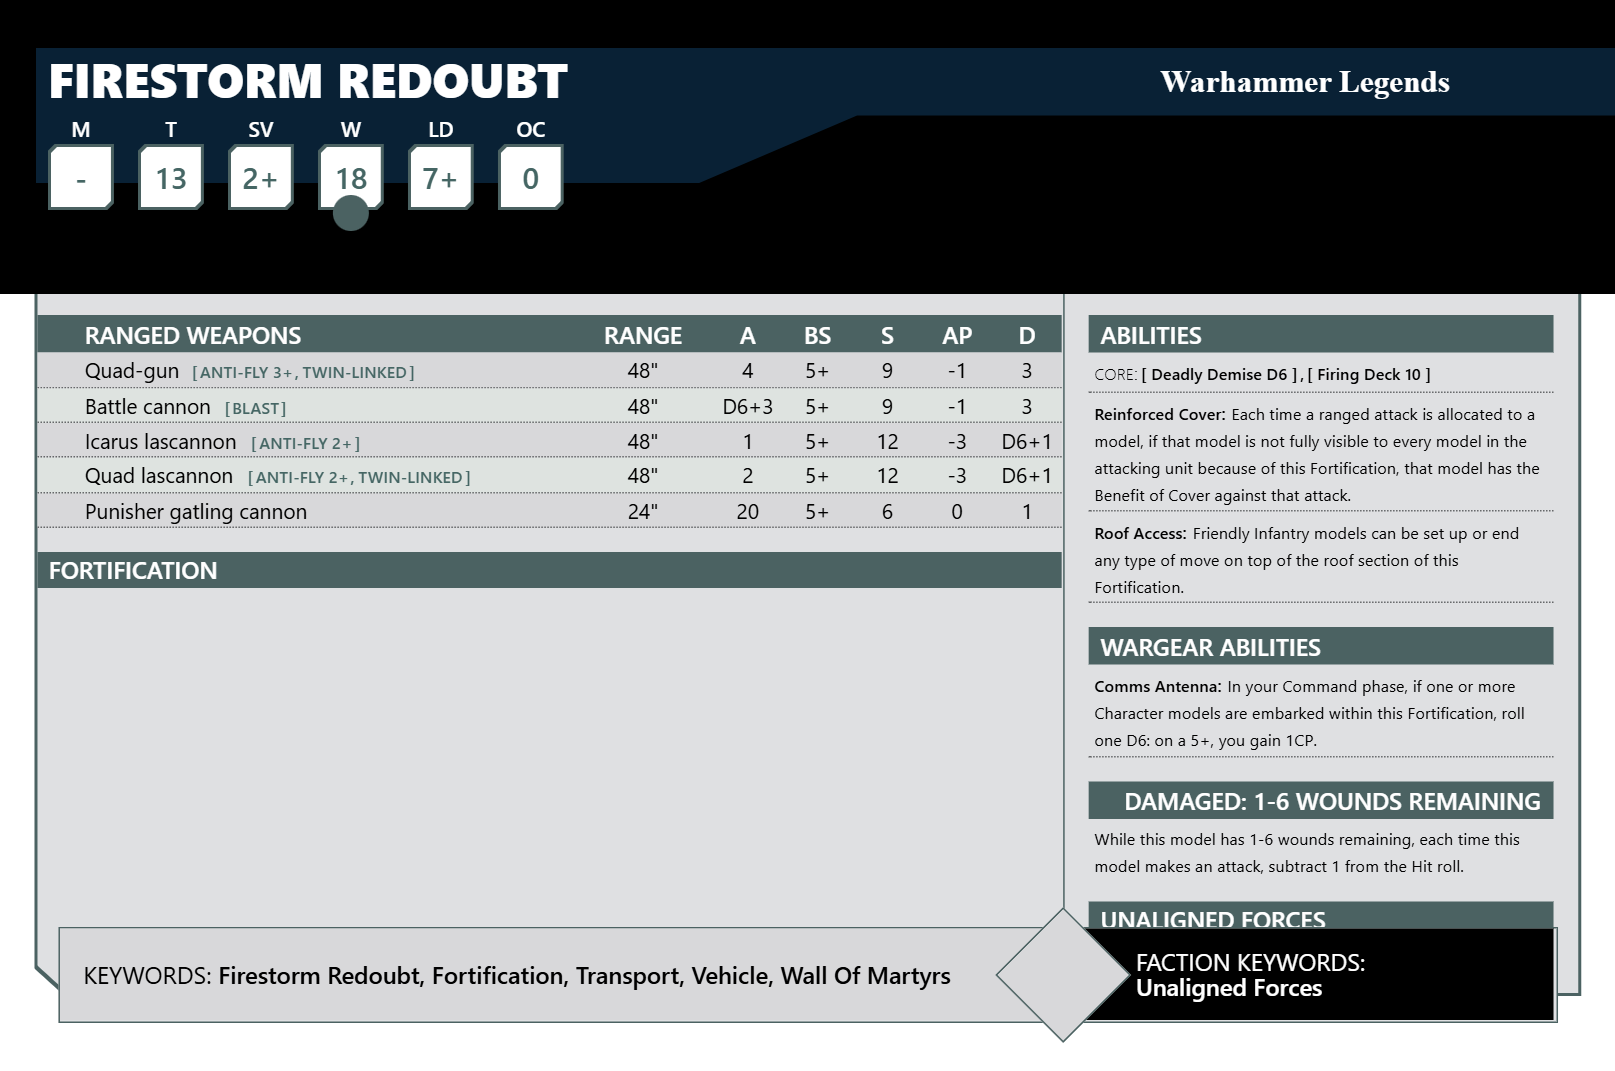 FIRESTORM REDOUBT
Warhammer Legends
M T SV W LD OC
- 13 2+ 18 7+ 0
RANGED WEAPONS RANGE A BS S AP D
Quad-gun [ANTI-FLY 3+, TWIN-LINKED] 48" 4 5+ 9 -1 3
Battle cannon [BLAST] 48" D6+3 5+ 9 -1 3
Icarus lascannon [ANTI-FLY 2+] 48" 1 5+ 12 -3 D6+1
Quad lascannon [ANTI-FLY 2+, TWIN-LINKED] 48" 2 5+ 12 -3 D6+1
Punisher gatling cannon 24" 20 5+ 6 0 1
FORTIFICATION
ABILITIES
CORE: [ Deadly Demise D6 ] , [ Firing Deck 10 ]
Reinforced Cover: Each time a ranged attack is allocated to a
model, if that model is not fully visible to every model in the
attacking unit because of this Fortification, that model has the
Benefit of Cover against that attack.
Roof Access: Friendly Infantry models can be set up or end
any type of move on top of the roof section of this
Fortification.
WARGEAR ABILITIES
Comms Antenna: In your Command phase, if one or more
Character models are embarked within this Fortification, roll
one D6: on a 5+, you gain 1CP.
DAMAGED: 1-6 WOUNDS REMAINING
While this model has 1-6 wounds remaining, each time this
model makes an attack, subtract 1 from the Hit roll.
UNALIGNED FORCES
KEYWORDS: Firestorm Redoubt, Fortification, Transport, Vehicle, Wall Of Martyrs
FACTION KEYWORDS:
Unaligned Forces